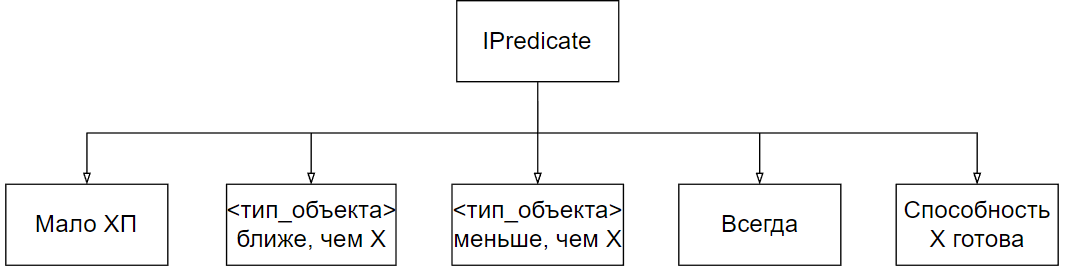 IPredicate
Мало ХП
<тип_объекта>
ближе, чем X
<тип_объекта>
меньше, чем X
Всегда
Способность
X готова